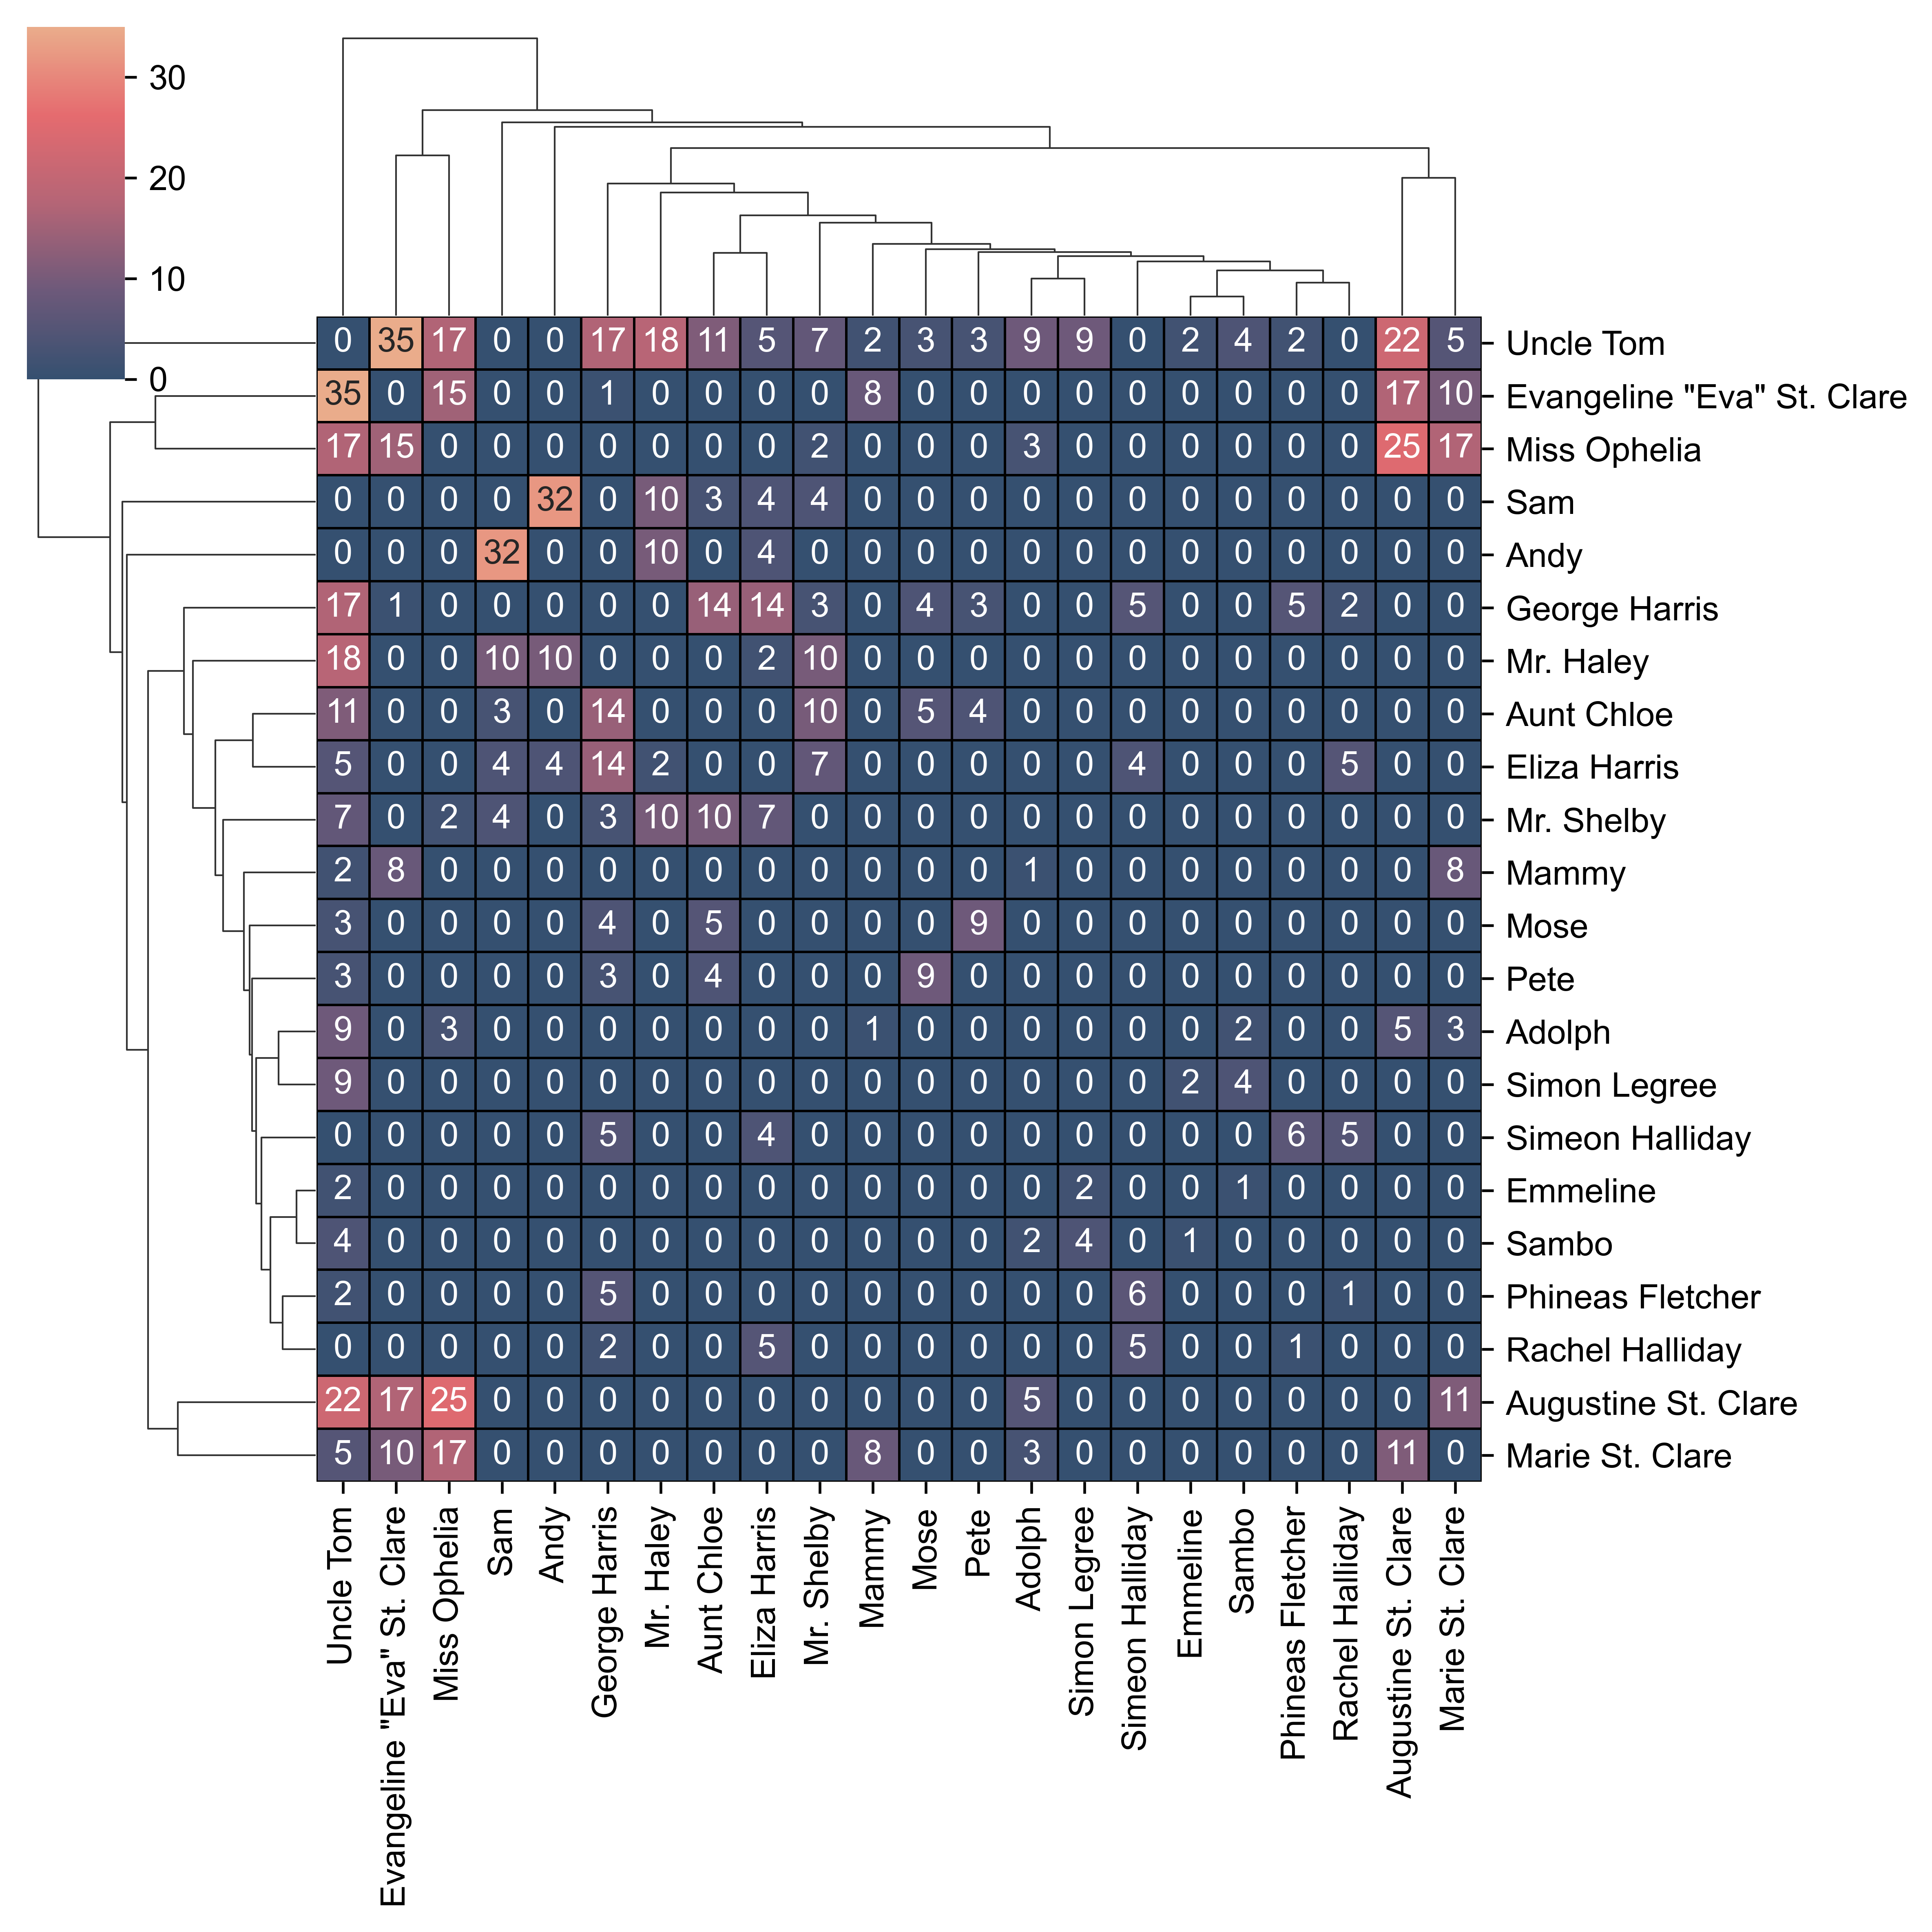 30
20
10
0
0 35 17 0 0 17 18 11 5 7 2 3 3 9 9 0 2 4 2 0 22 5 Uncle Tom
35 0 15 0 0 1 0 0 0 0 8 0 0 0 0 0 0 0 0 0 17 10 Evangeline "Eva" St. Clare
17 15 0 0 0 0 0 0 0 2 0 0 0 3 0 0 0 0 0 0 25 17 Miss Ophelia
0 0 0 0 32 0 10 3 4 4 0 0 0 0 0 0 0 0 0 0 0 0 Sam
0 0 0 32 0 0 10 0 4 0 0 0 0 0 0 0 0 0 0 0 0 0 Andy
17 1 0 0 0 0 0 14 14 3 0 4 3 0 0 5 0 0 5 2 0 0 George Harris
18 0 0 10 10 0 0 0 2 10 0 0 0 0 0 0 0 0 0 0 0 0 Mr. Haley
11 0 0 3 0 14 0 0 0 10 0 5 4 0 0 0 0 0 0 0 0 0 Aunt Chloe
5 0 0 4 4 14 2 0 0 7 0 0 0 0 0 4 0 0 0 5 0 0 Eliza Harris
7 0 2 4 0 3 10 10 7 0 0 0 0 0 0 0 0 0 0 0 0 0 Mr. Shelby
2 8 0 0 0 0 0 0 0 0 0 0 0 1 0 0 0 0 0 0 0 8 Mammy
3 0 0 0 0 4 0 5 0 0 0 0 9 0 0 0 0 0 0 0 0 0 Mose
3 0 0 0 0 3 0 4 0 0 0 9 0 0 0 0 0 0 0 0 0 0 Pete
9 0 3 0 0 0 0 0 0 0 1 0 0 0 0 0 0 2 0 0 5 3 Adolph
9 0 0 0 0 0 0 0 0 0 0 0 0 0 0 0 2 4 0 0 0 0 Simon Legree
0 0 0 0 0 5 0 0 4 0 0 0 0 0 0 0 0 0 6 5 0 0 Simeon Halliday
2 0 0 0 0 0 0 0 0 0 0 0 0 0 2 0 0 1 0 0 0 0 Emmeline
4 0 0 0 0 0 0 0 0 0 0 0 0 2 4 0 1 0 0 0 0 0 Sambo
2 0 0 0 0 5 0 0 0 0 0 0 0 0 0 6 0 0 0 1 0 0 Phineas Fletcher
0 0 0 0 0 2 0 0 5 0 0 0 0 0 0 5 0 0 1 0 0 0 Rachel Halliday
22 17 25 0 0 0 0 0 0 0 0 0 0 5 0 0 0 0 0 0 0 11 Augustine St. Clare
5 10 17 0 0 0 0 0 0 0 8 0 0 3 0 0 0 0 0 0 11 0 Marie St. Clare
Uncle Tom
Evangeline "Eva" St. Clare
Miss Ophelia
Sam
Andy
George Harris
Mr. Haley
Aunt Chloe
Eliza Harris
Mr. Shelby
Mammy
Mose
Pete
Adolph
Simon Legree
Simeon Halliday
Emmeline
Sambo
Phineas Fletcher
Rachel Halliday
Augustine St. Clare
Marie St. Clare